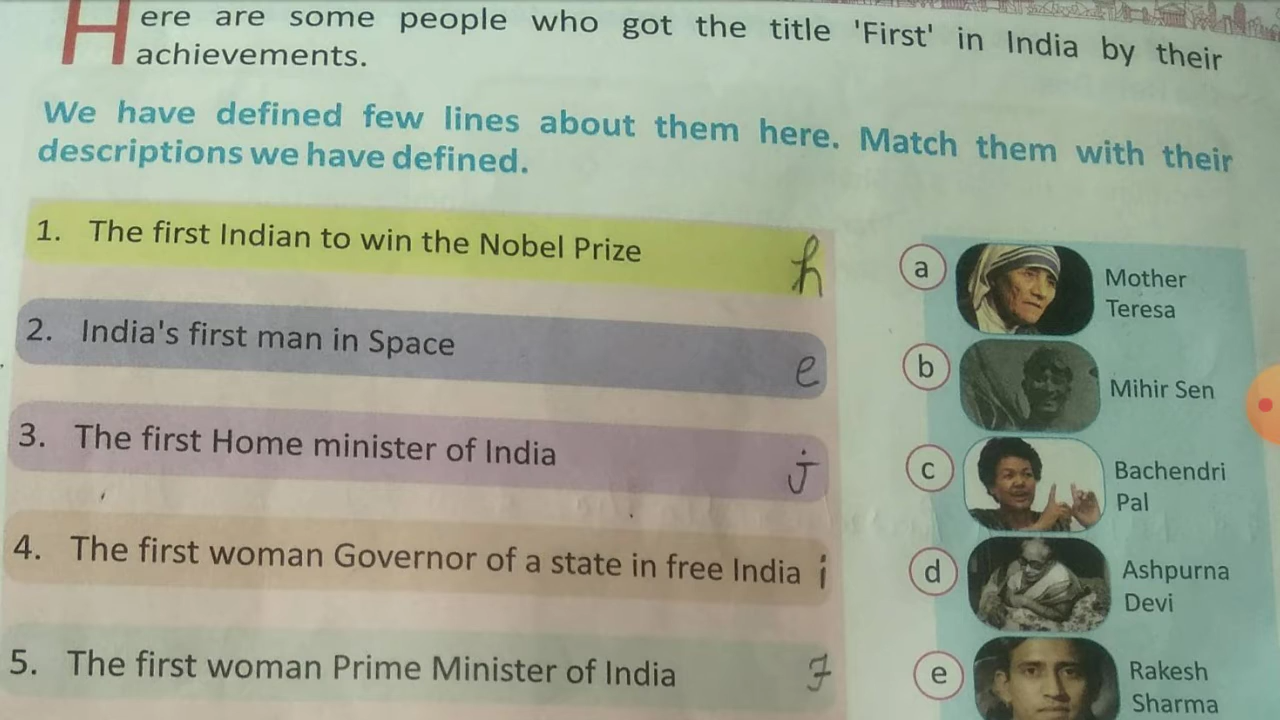 Here are some people who got the title 'First' in India by their
achievements.
We have defined few lines about them here. Match them with their
descriptions we have defined.
1. The first Indian to win the Nobel Prize h
2. India's first man in Space e
3. The first Home minister of India j
4. The first woman Governor of a state in free India i
5. The first woman Prime Minister of India F
a Mother
Teresa
b Mihir Sen
c Bachendri
Pal
d Ashpurna
Devi
e Rakesh
Sharma